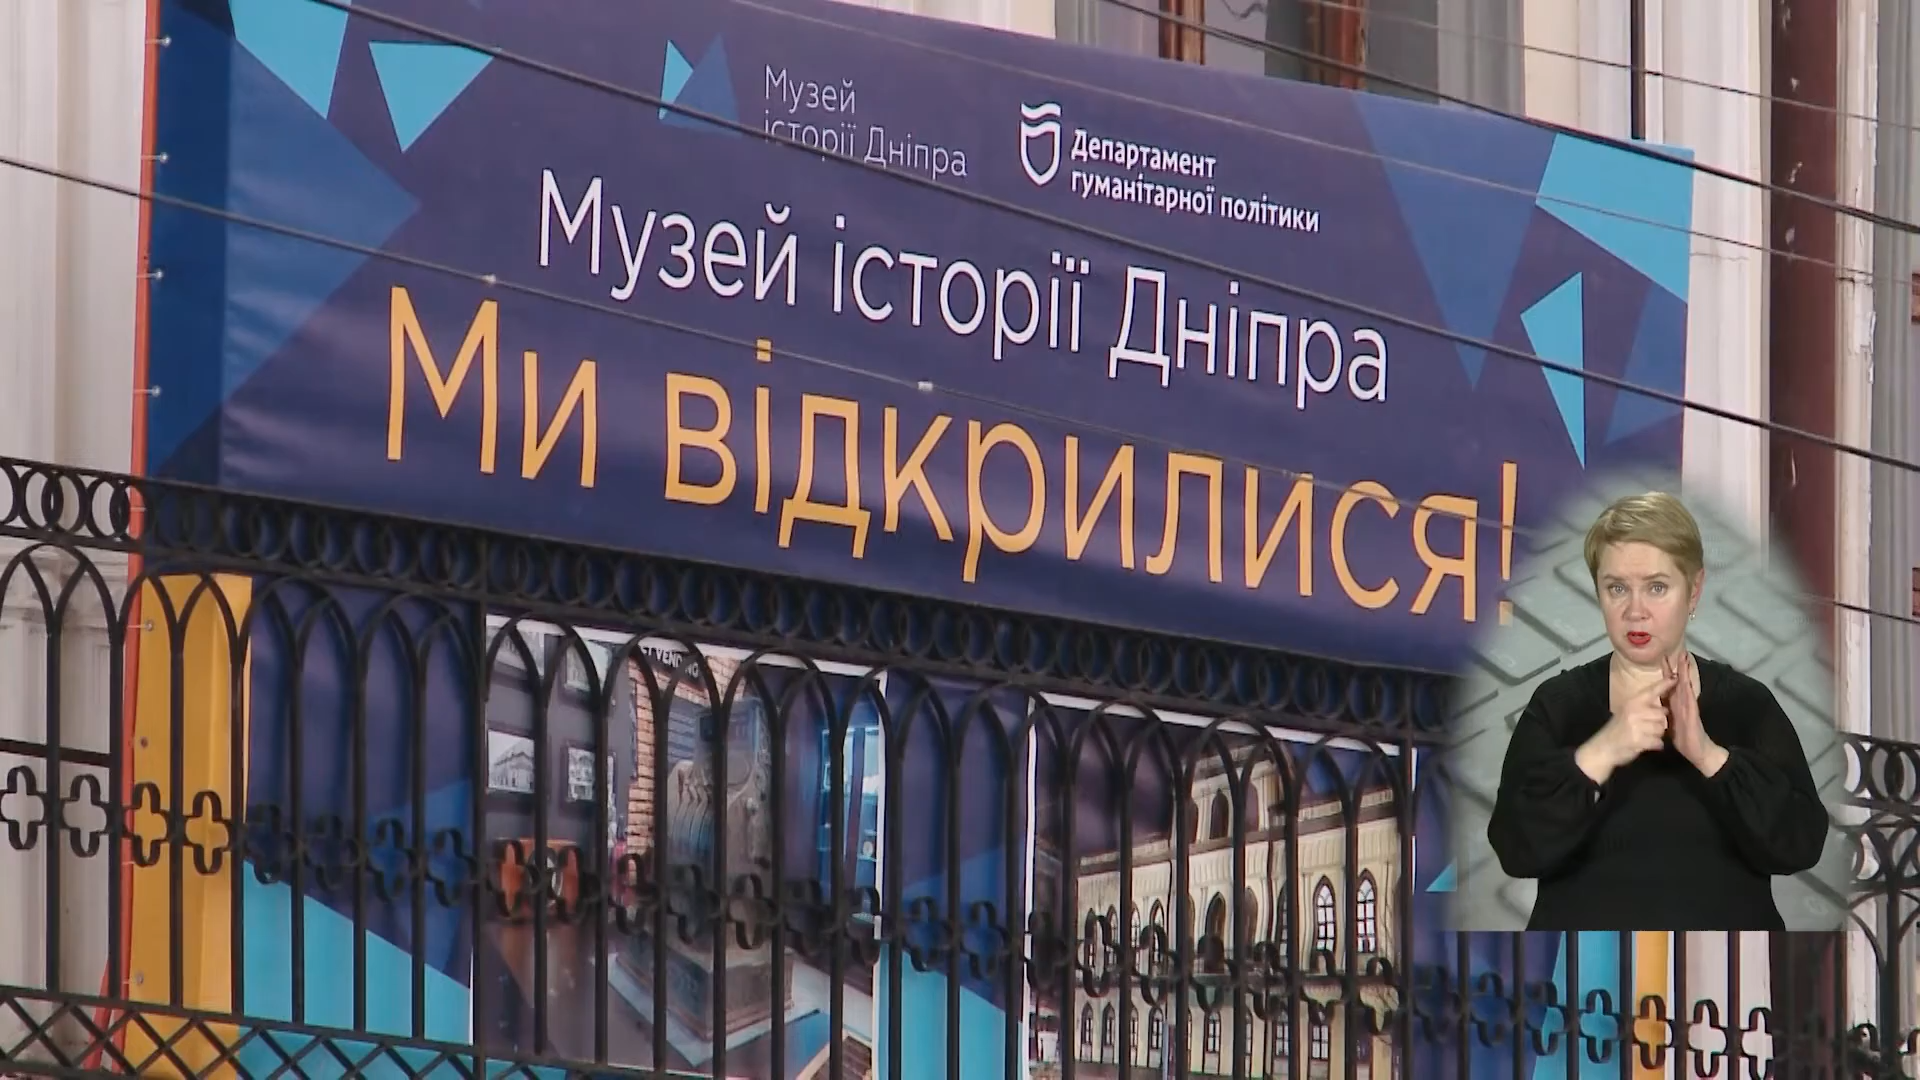 Музей
історії Дніпра
Департамент
гуманітарної політики
Музей історії Дніпра
Ми відкрилися!